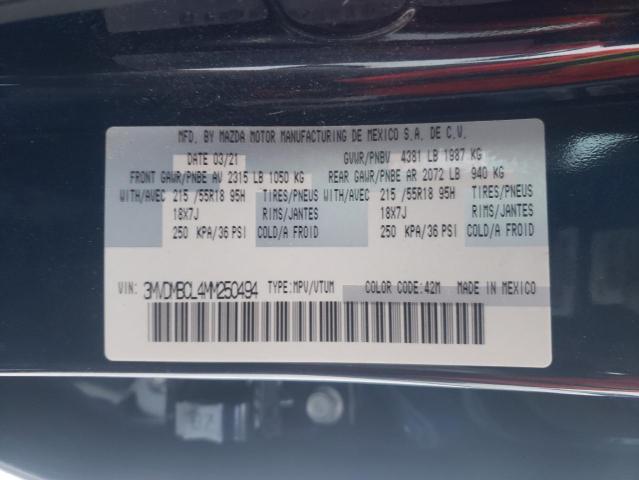 MFD. BY MAZDA MOTOR MANUFACTURING DE MEXICO S.A. DE C.V.
DATE 03/21 GVWR/PNBV 4381 LB 1987 KG
FRONT GAWR/PNBE AV 2315 LB 1050 KG REAR GAWR/PNBE AR 2072 LB 940 KG
WITH/AVEC 215 /55R18 95H TIRES/PNEUS WITH/AVEC 215 /55R18 95H TIRES/PNEUS
18X7J RIMS/JANTES 18X7J RIMS/JANTES
250 KPA/36 PSI COLD/A FROID 250 KPA/36 PSI COLD/A FROID
VIN: 3MVDMBCL4MM250494 TYPE:MPV/VTUM COLOR CODE:42M MADE IN MEXICO